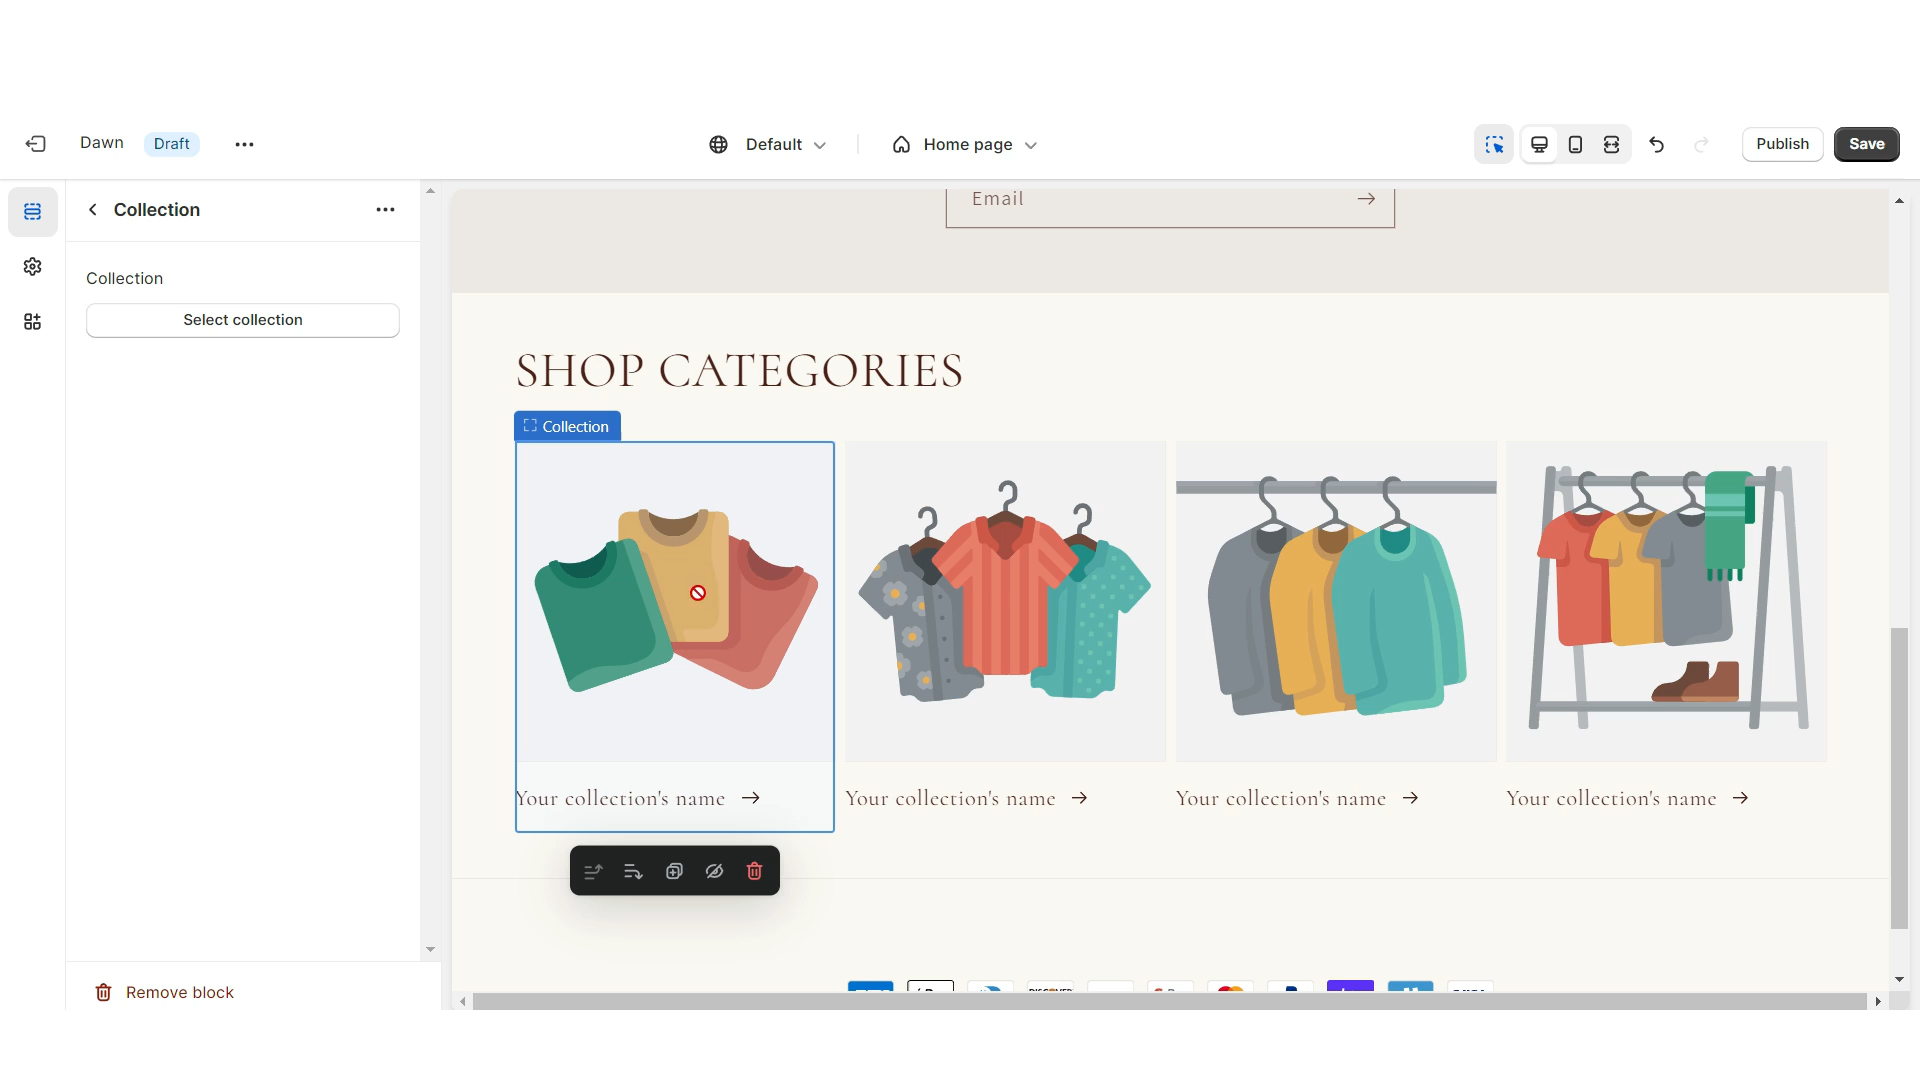 Dawn Draft Default Home page Publish Save
Collection
Collection
Select collection
Remove block
Email
SHOP CATEGORIES
Collection
Your collection's name Your collection's name Your collection's name Your collection's name